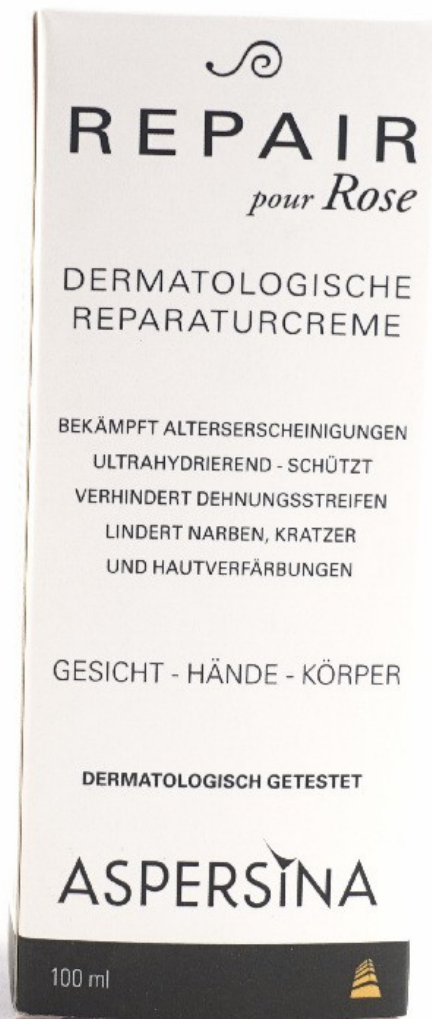 REPAIR
pour Rose
DERMATOLOGISCHE
REPARATURCREME
BEKÄMPFT ALTERSERSCHEINIGUNGEN
ULTRAHYDRIEREND - SCHÜTZT
VERHINDERT DEHNUNGSSTREIFEN
LINDERT NARBEN, KRATZER
UND HAUTVERFÄRBUNGEN
GESICHT - HÄNDE - KÖRPER
DERMATOLOGISCH GETESTET
ASPERSINA
100 ml